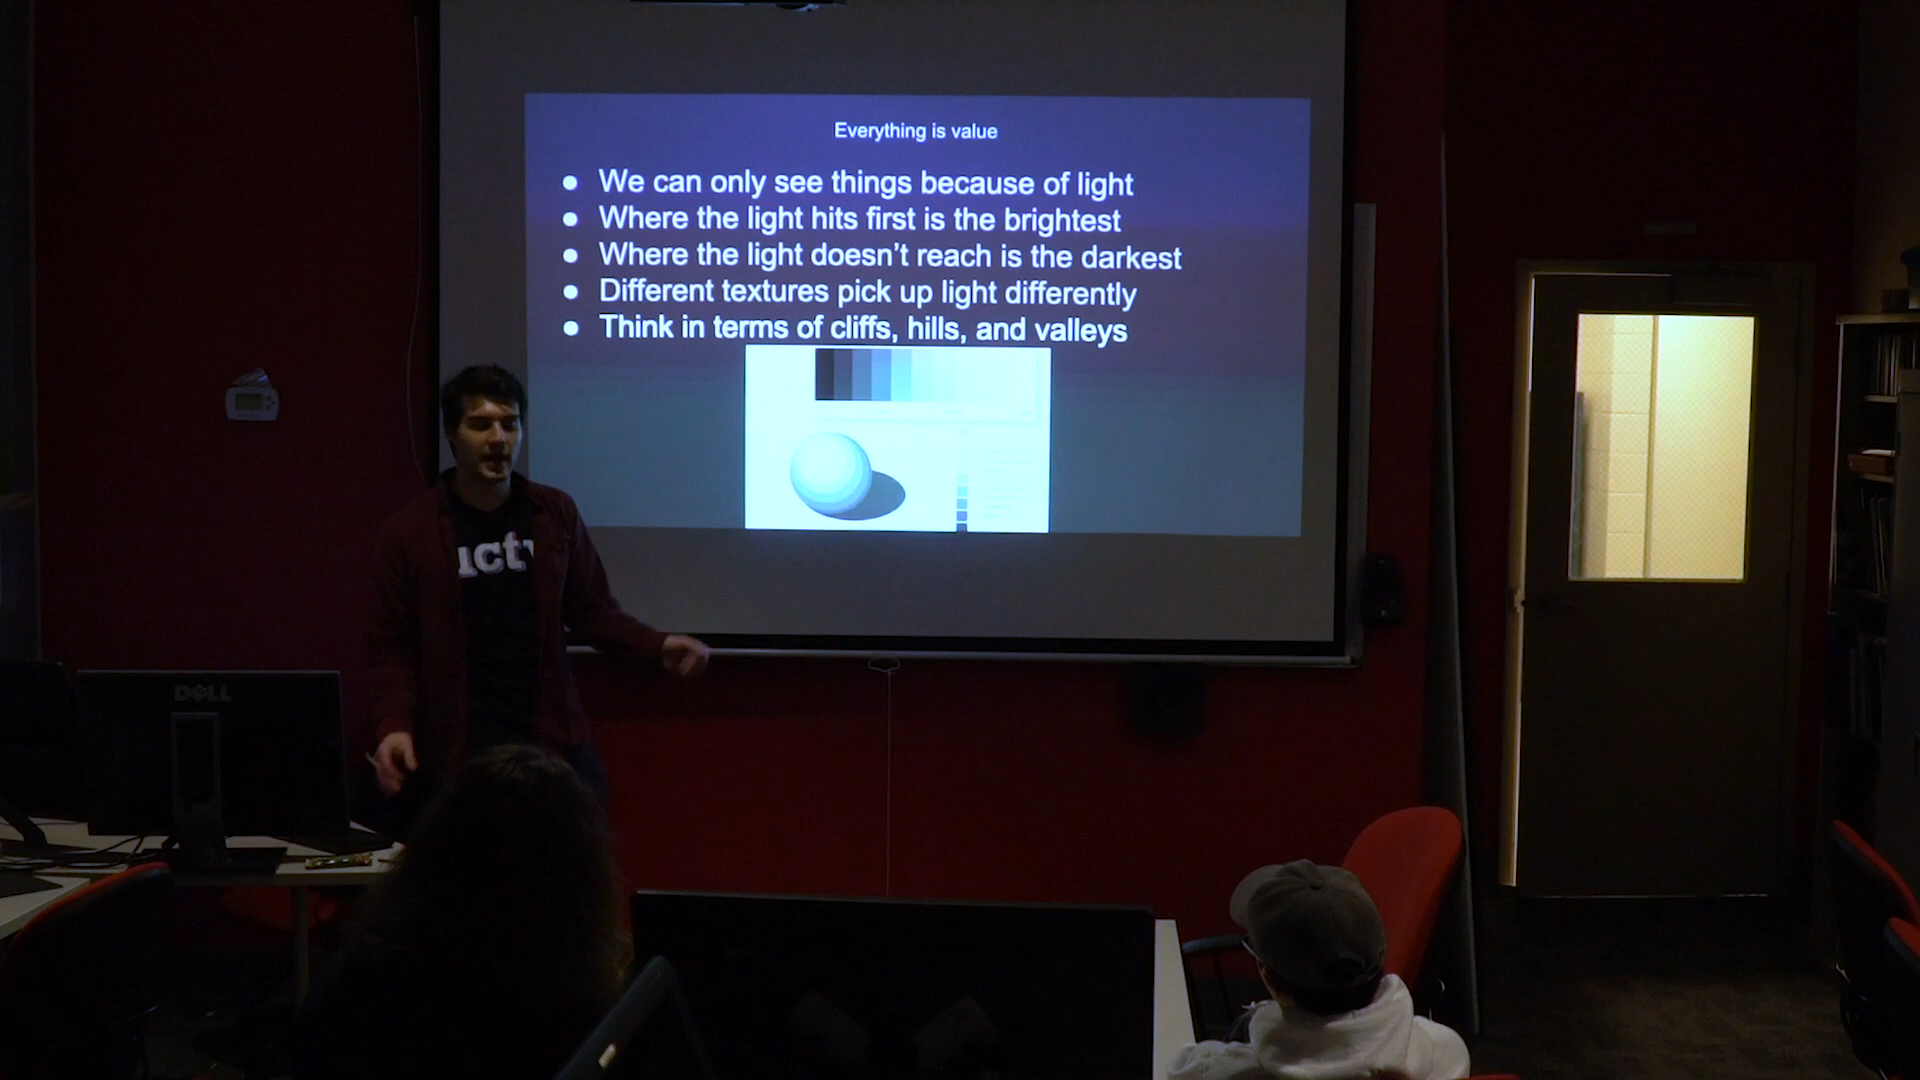 Everything is value
● We can only see things because of light
● Where the light hits first is the brightest
● Where the light doesn't reach is the darkest
● Different textures pick up light differently
● Think in terms of cliffs, hills, and valleys
ucty
DELL